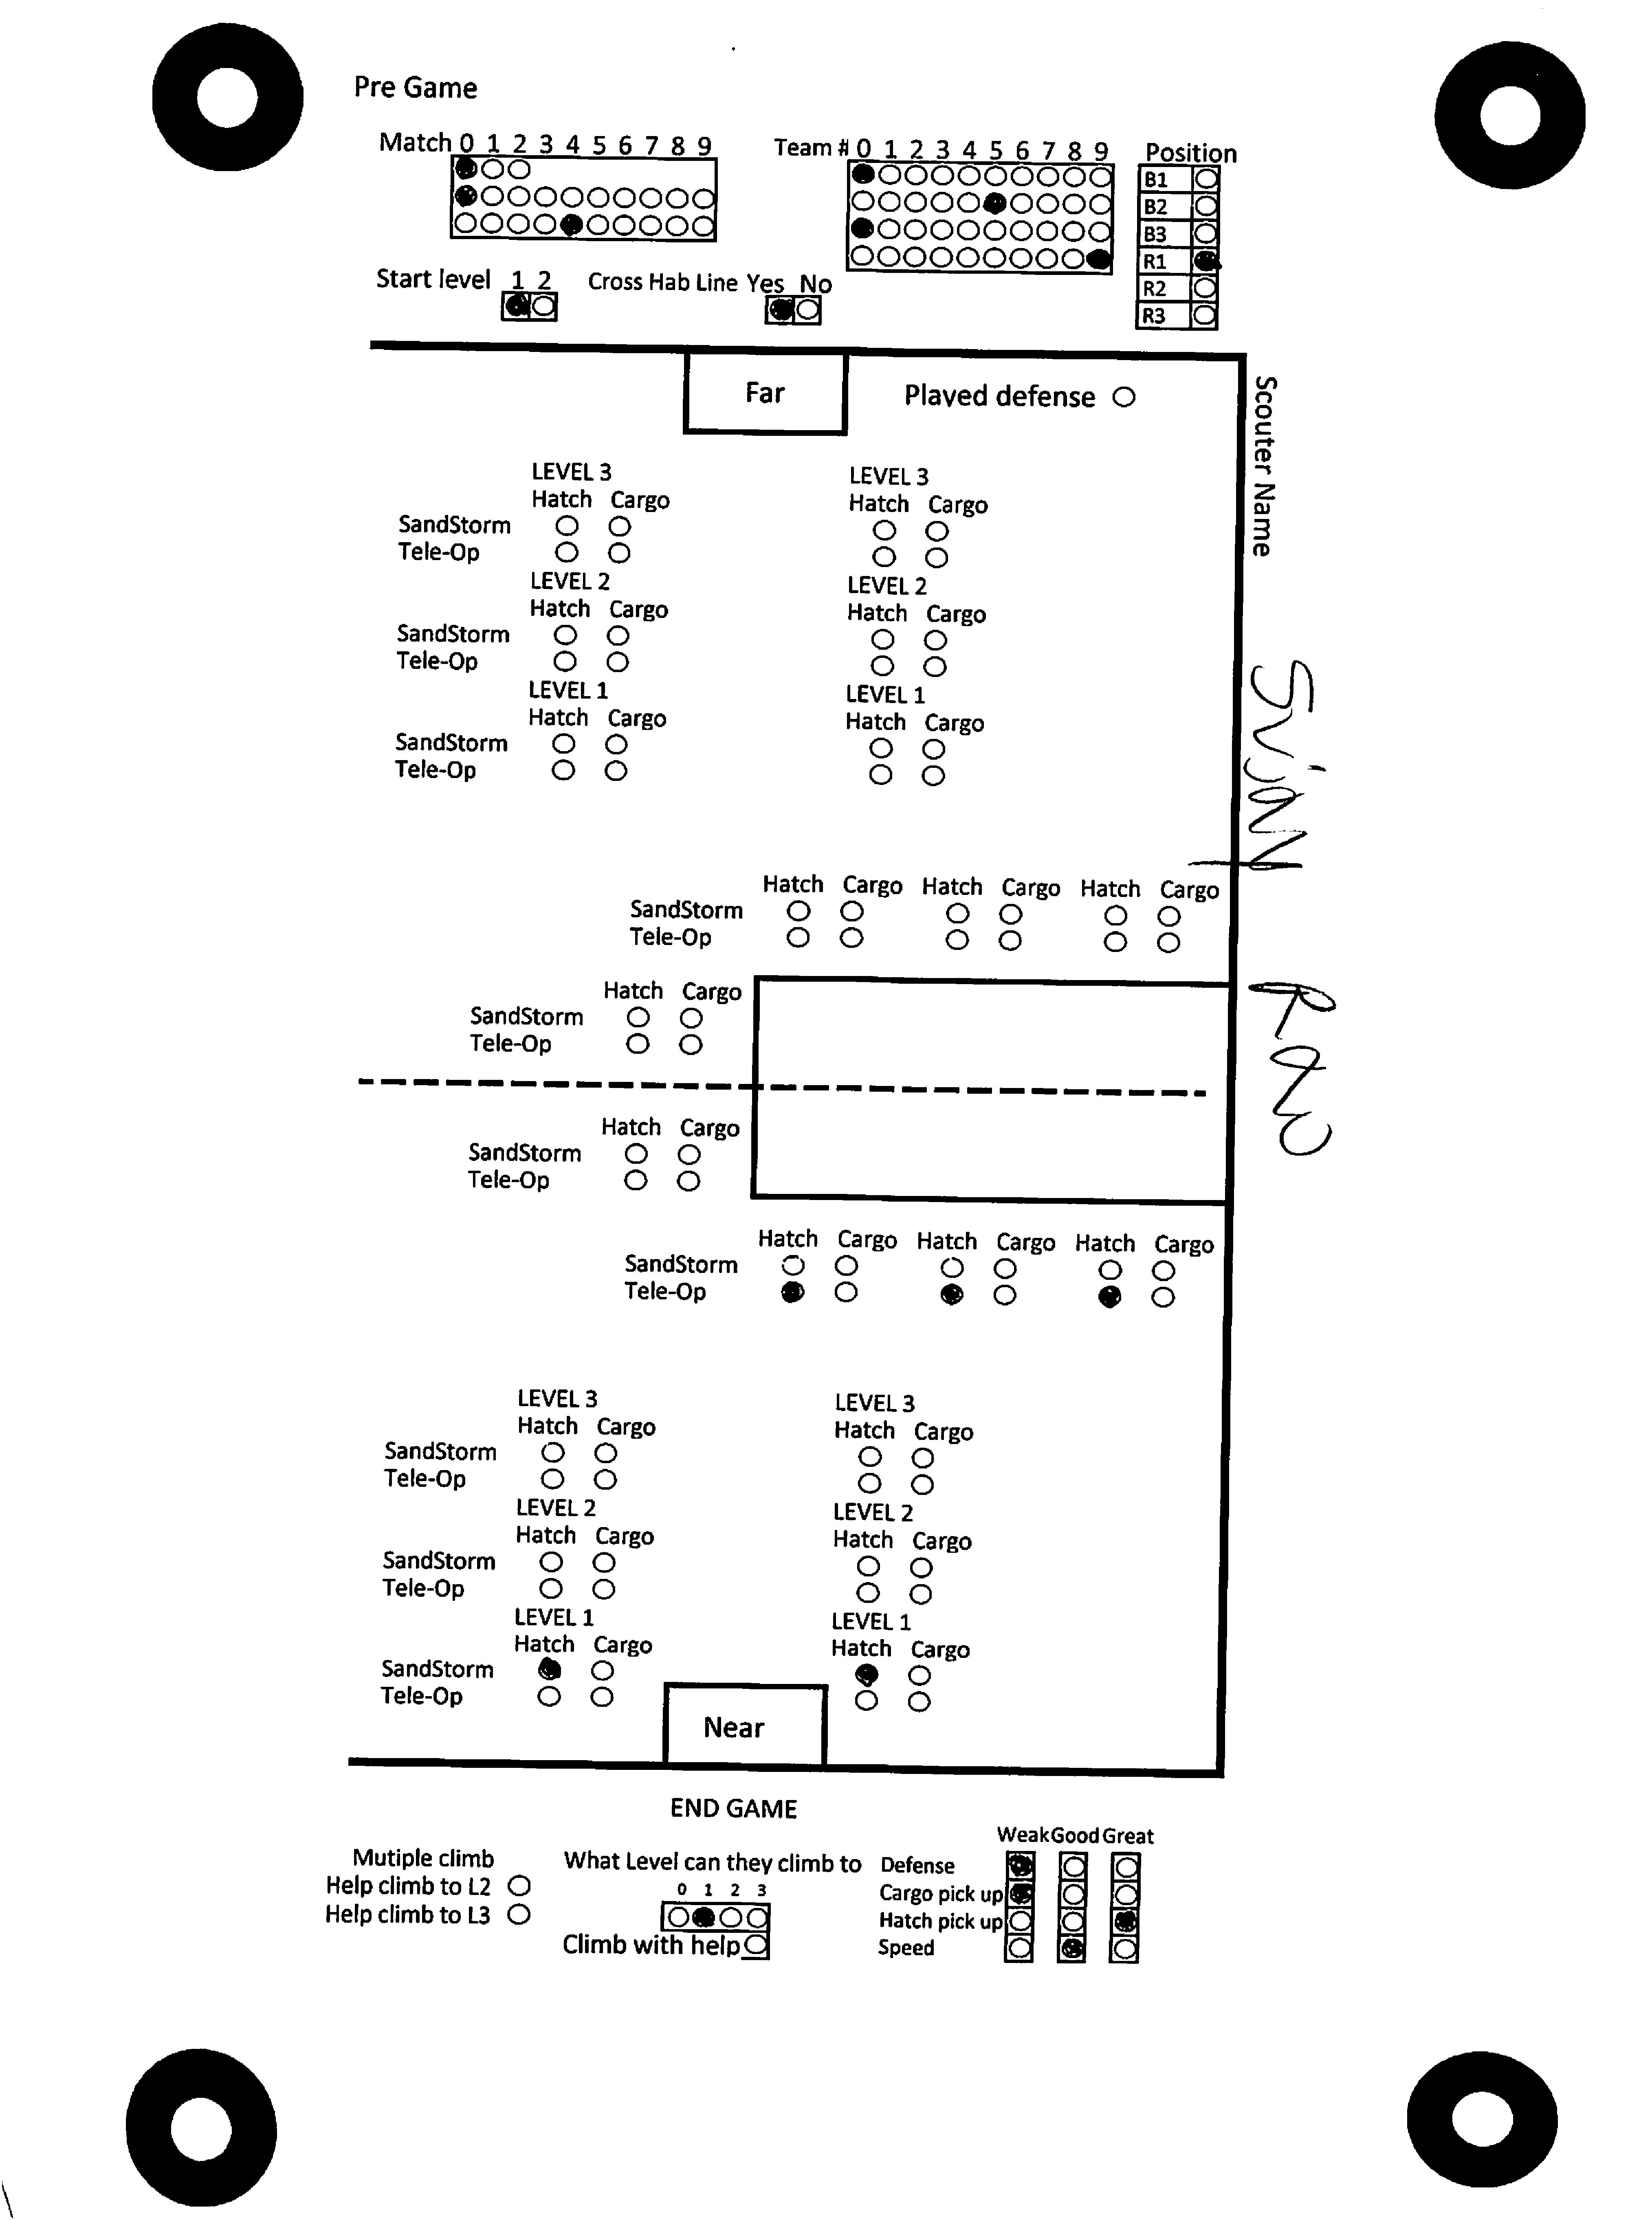 Pre Game
Match 0 1 2 3 4 5 6 7 8 9
Team # 0 1 2 3 4 5 6 7 8 9
Position
B1
B2
B3
R1
R2
R3
Start level 1 2
Cross Hab Line Yes No
Far
Played defense
Scouter Name
LEVEL 3 LEVEL 3
Hatch Cargo Hatch Cargo
SandStorm
Tele-Op
LEVEL 2 LEVEL 2
Hatch Cargo Hatch Cargo
SandStorm
Tele-Op
LEVEL 1 LEVEL 1
Hatch Cargo Hatch Cargo
SandStorm
Tele-Op
Hatch Cargo Hatch Cargo Hatch Cargo
SandStorm
Tele-Op
Hatch Cargo
SandStorm
Tele-Op
Hatch Cargo
SandStorm
Tele-Op
Hatch Cargo Hatch Cargo Hatch Cargo
SandStorm
Tele-Op
LEVEL 3 LEVEL 3
Hatch Cargo Hatch Cargo
SandStorm
Tele-Op
LEVEL 2 LEVEL 2
Hatch Cargo Hatch Cargo
SandStorm
Tele-Op
LEVEL 1 LEVEL 1
Hatch Cargo Hatch Cargo
SandStorm
Tele-Op
Near
END GAME
Mutiple climb
Help climb to L2
Help climb to L3
What Level can they climb to
0 1 2 3
Climb with help
Weak Good Great
Defense
Cargo pick up
Hatch pick up
Speed